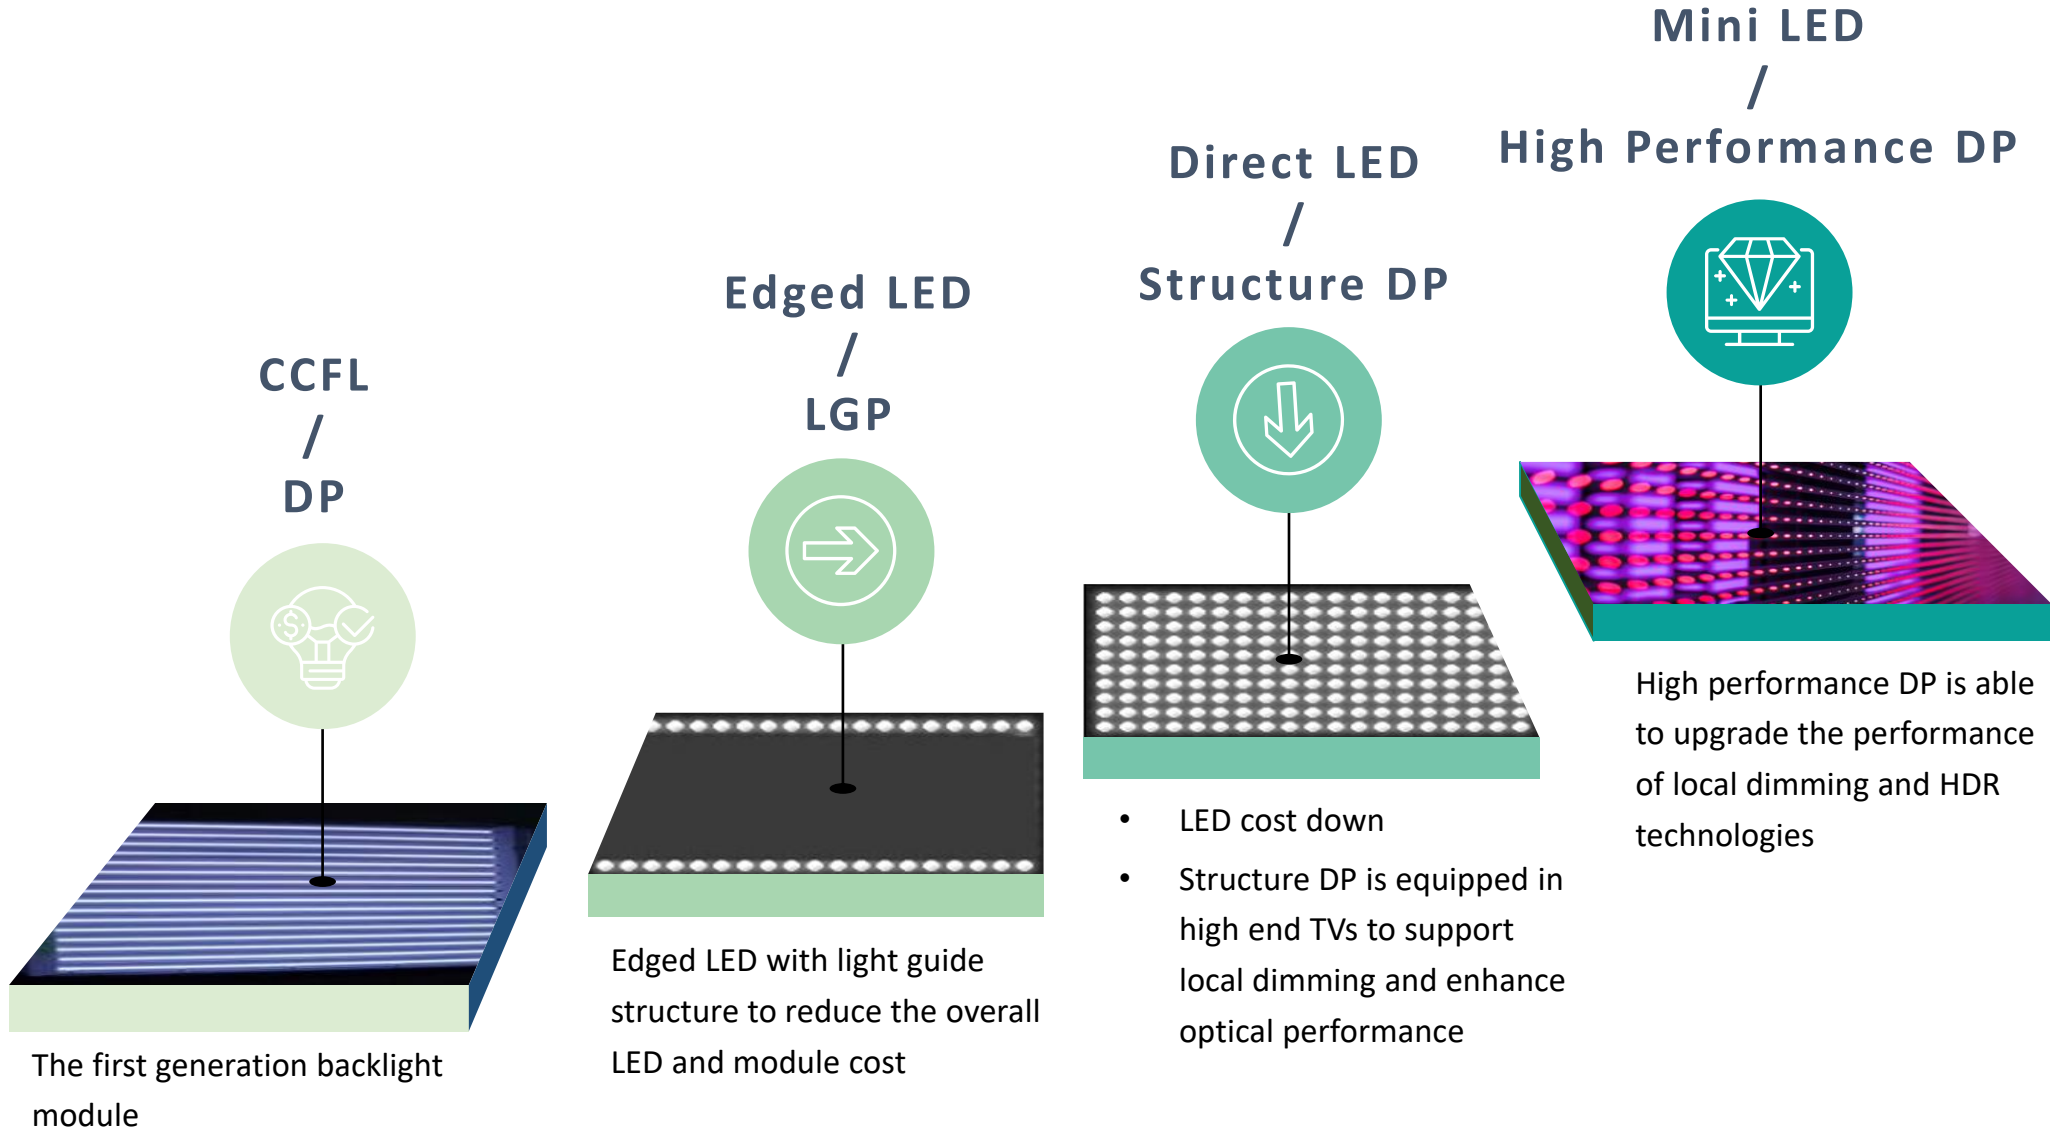 CCFL
/
DP
The first generation backlight
module
Edged LED
/
LGP
Edged LED with light guide
structure to reduce the overall
LED and module cost
Direct LED
/
Structure DP
• LED cost down
• Structure DP is equipped in
high end TVs to support
local dimming and enhance
optical performance
Mini LED
/
High Performance DP
High performance DP is able
to upgrade the performance
of local dimming and HDR
technologies